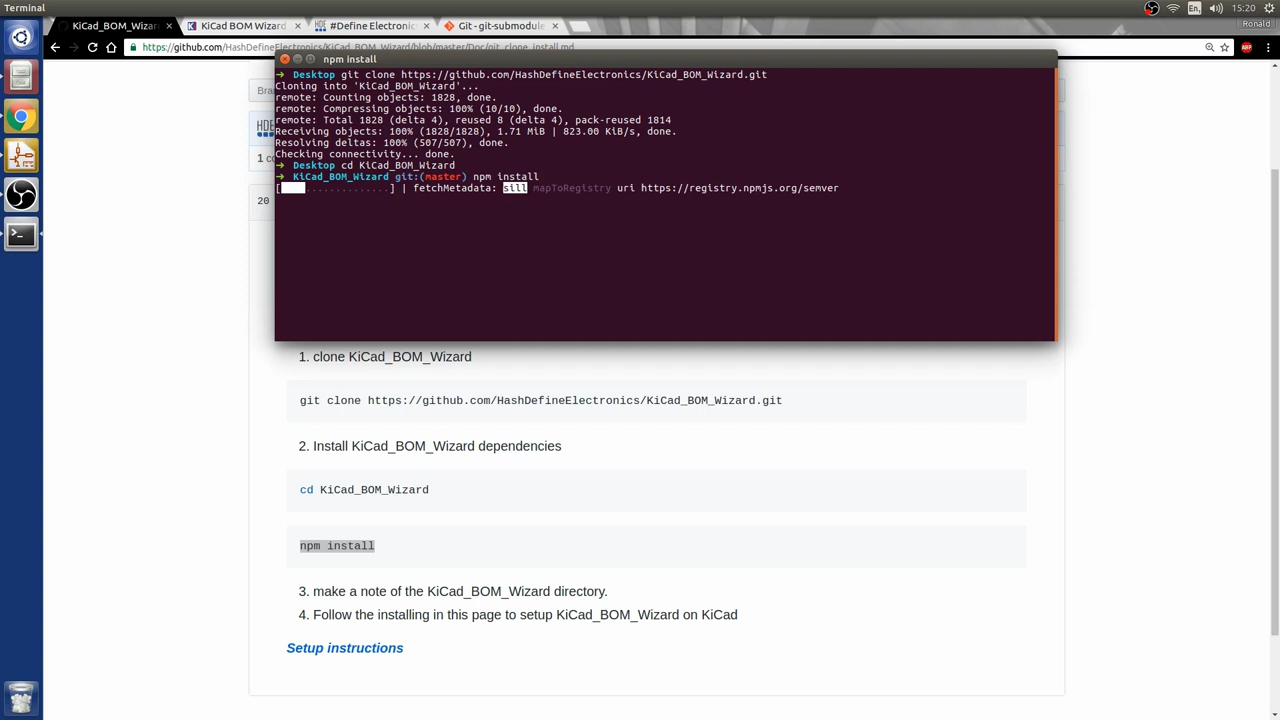 Terminal
15:20
KiCad_BOM_Wizar
KiCad BOM Wizard
#Define Electronic
Git - git-submodule
Ronald
https://github.com/HashDefineElectronics/KiCad_BOM_Wizard/blob/master/Doc/git_clone_install.md
npm install
Bra
➜ Desktop git clone https://github.com/HashDefineElectronics/KiCad_BOM_Wizard.git
Cloning into 'KiCad_BOM_Wizard'...
remote: Counting objects: 1828, done.
remote: Compressing objects: 100% (10/10), done.
remote: Total 1828 (delta 4), reused 8 (delta 4), pack-reused 1814
Receiving objects: 100% (1828/1828), 1.71 MiB | 823.00 KiB/s, done.
Resolving deltas: 100% (507/507), done.
Checking connectivity... done.
➜ Desktop cd KiCad_BOM_Wizard
➜ KiCad_BOM_Wizard git:(master) npm install
[ ..............] | fetchMetadata: sill mapToRegistry uri https://registry.npmjs.org/semver
HDE
1 co
20
1. clone KiCad_BOM_Wizard
git clone https://github.com/HashDefineElectronics/KiCad_BOM_Wizard.git
2. Install KiCad_BOM_Wizard dependencies
cd KiCad_BOM_Wizard
npm install
3. make a note of the KiCad_BOM_Wizard directory.
4. Follow the installing in this page to setup KiCad_BOM_Wizard on KiCad
Setup instructions